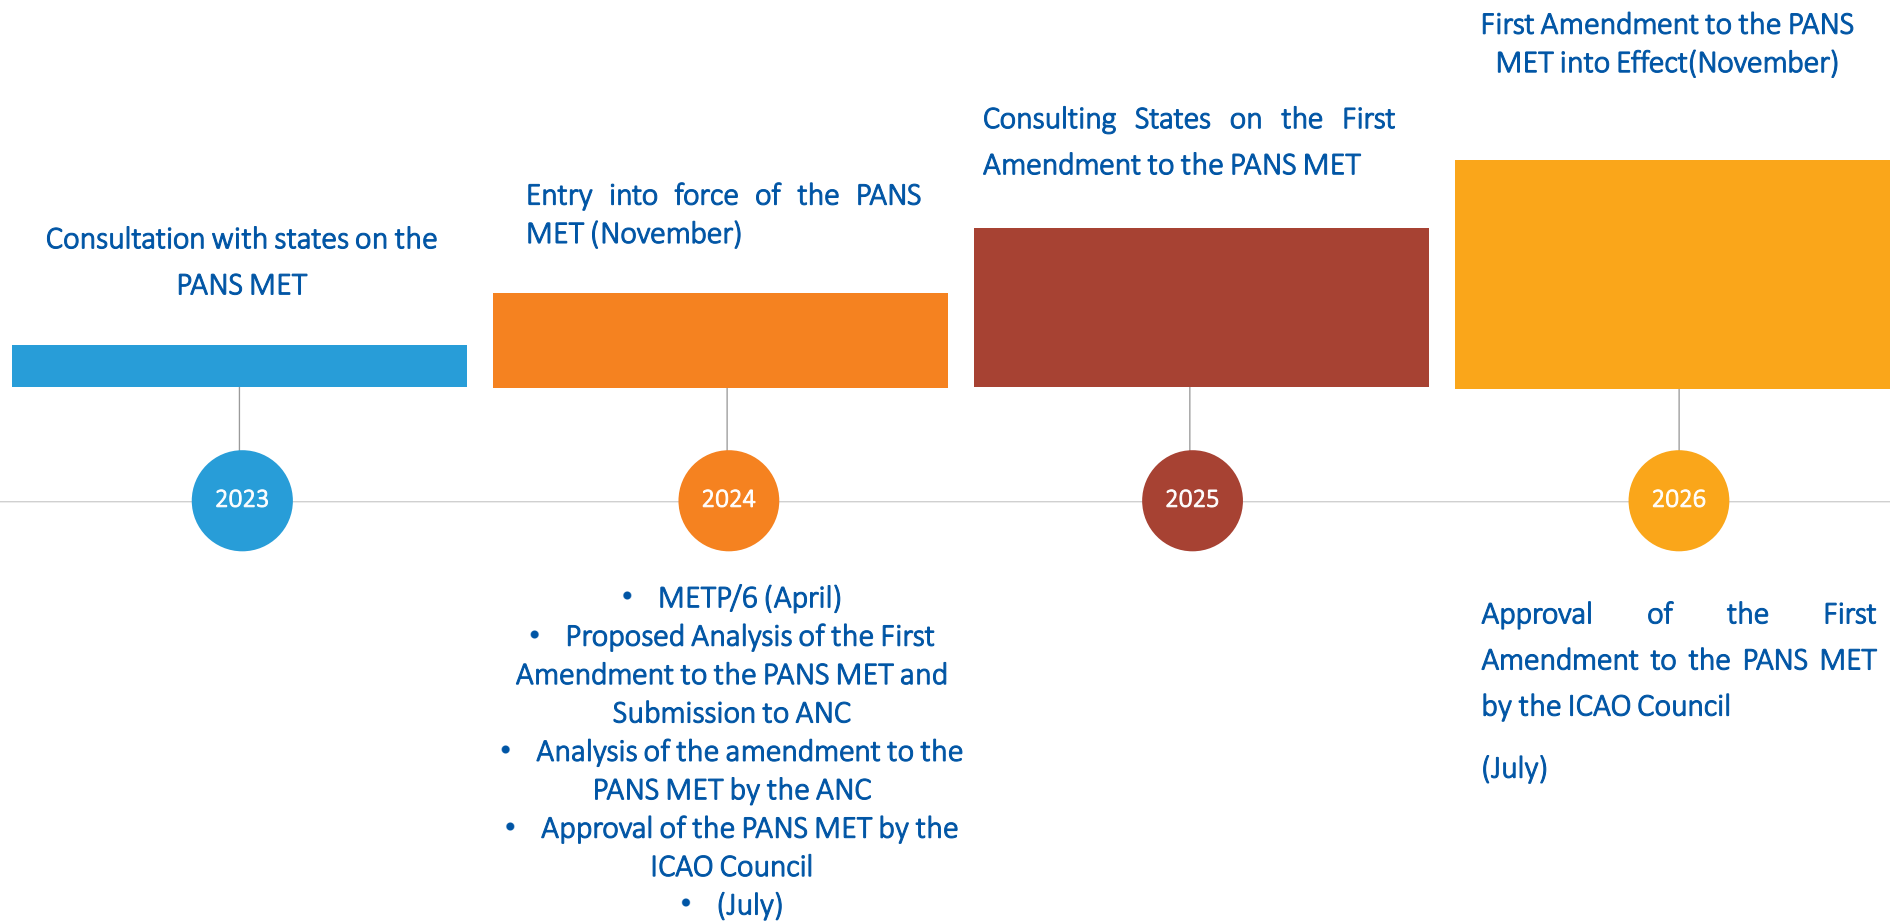 Consultation with states on the
PANS MET
Entry into force of the PANS
MET (November)
Consulting States on the First
Amendment to the PANS MET
First Amendment to the PANS
MET into Effect(November)
2023
2024
2025
2026
• METP/6 (April)
• Proposed Analysis of the First
Amendment to the PANS MET and
Submission to ANC
• Analysis of the amendment to the
PANS MET by the ANC
• Approval of the PANS MET by the
ICAO Council
• (July)
Approval of the First
Amendment to the PANS MET
by the ICAO Council
(July)